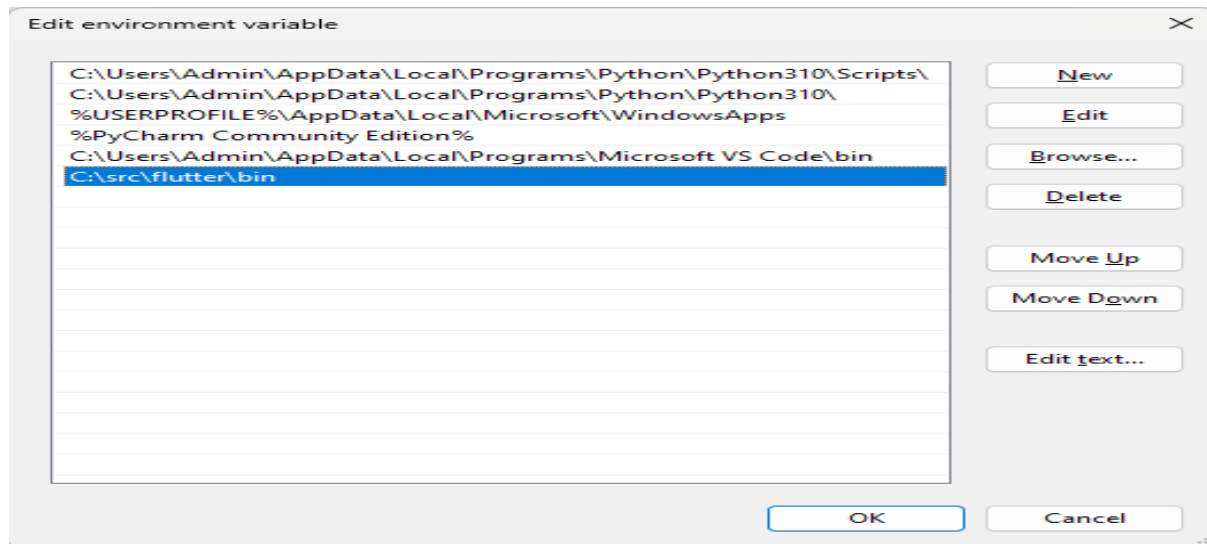 Edit environment variable
C:\Users\Admin\AppData\Local\Programs\Python\Python310\Scripts\
C:\Users\Admin\AppData\Local\Programs\Python\Python310\
%USERPROFILE%\AppData\Local\Microsoft\WindowsApps
%PyCharm Community Edition%
C:\Users\Admin\AppData\Local\Programs\Microsoft VS Code\bin
C:\src\flutter\bin
New
Edit
Browse...
Delete
Move Up
Move Down
Edit text...
OK
Cancel